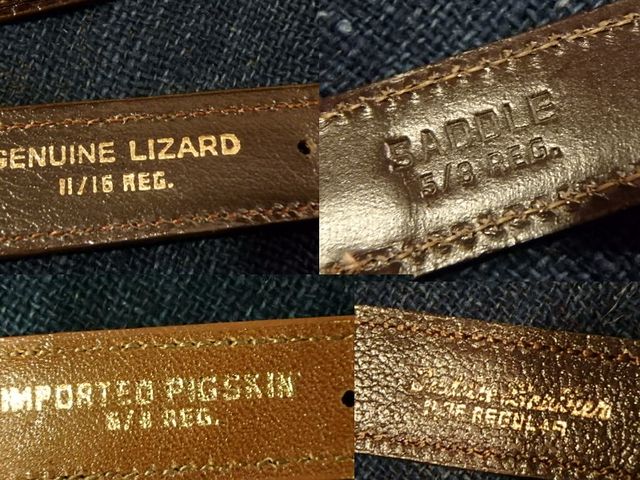 GENUINE LIZARD
11/16 REG.
SADDLE
5/8 REG.
IMPORTED PIGSKIN
5/8 REG.
REGULAR